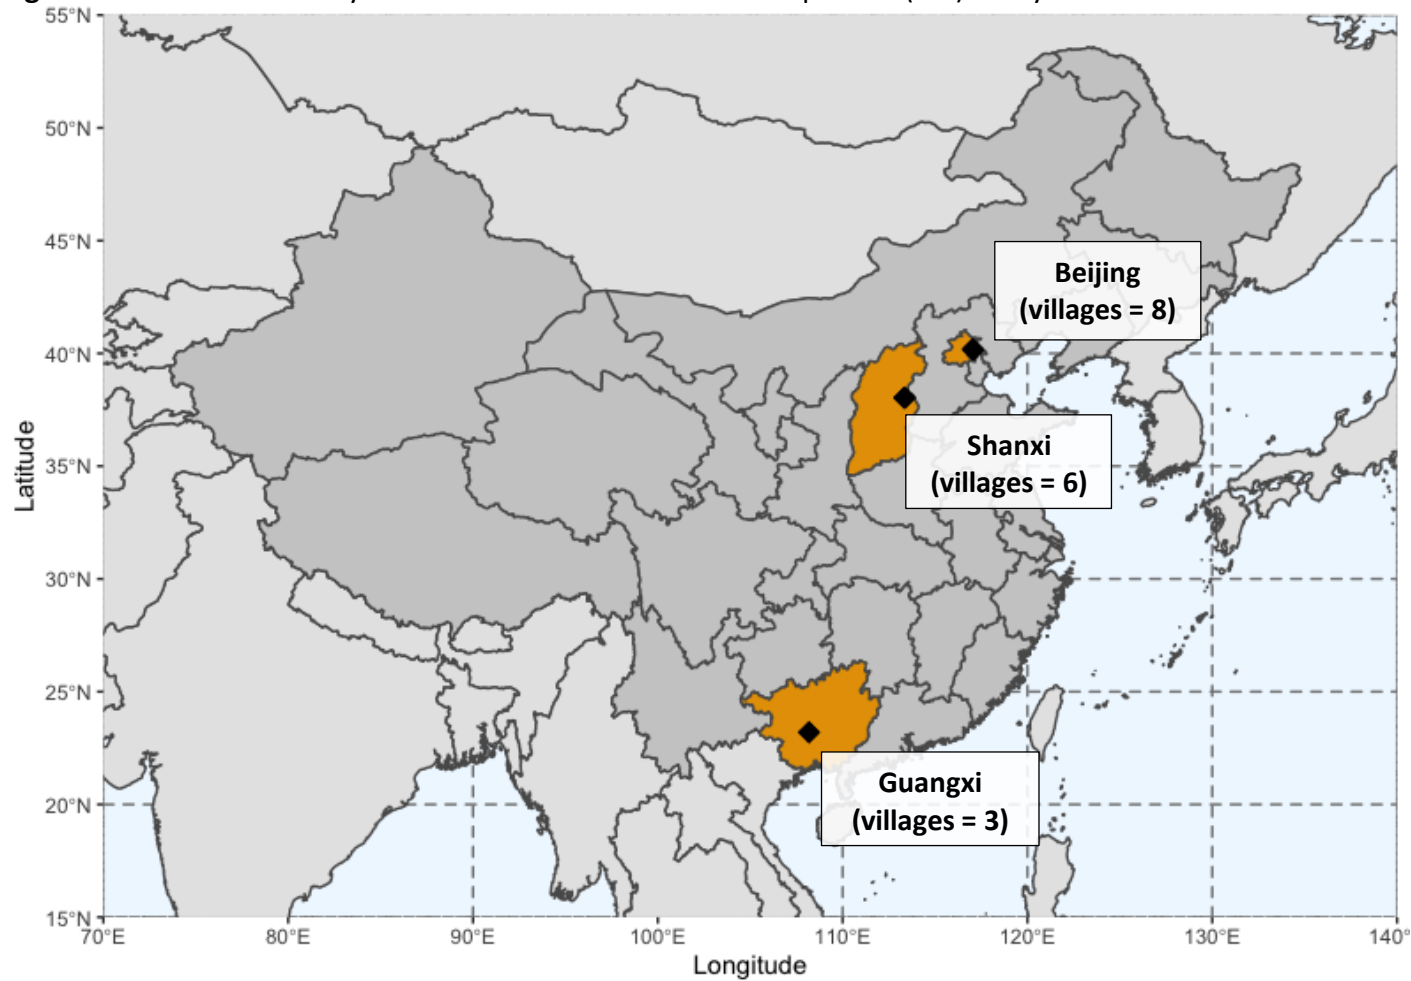 55°N
50°N
45°N
40°N
35°N
30°N
25°N
20°N
15°N
Latitude
Beijing
(villages = 8)
Shanxi
(villages = 6)
Guangxi
(villages = 3)
70°E
80°E
90°E
100°E
110°E
120°E
130°E
140°
Longitude